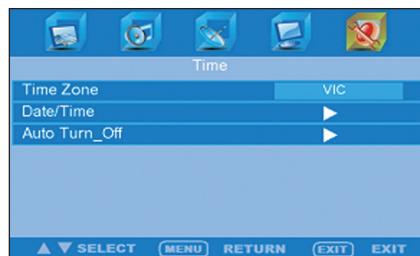 Time
Time Zone VIC
Date/Time ▶
Auto Turn_Off ▶
▲ ▼ SELECT MENU RETURN EXIT EXIT